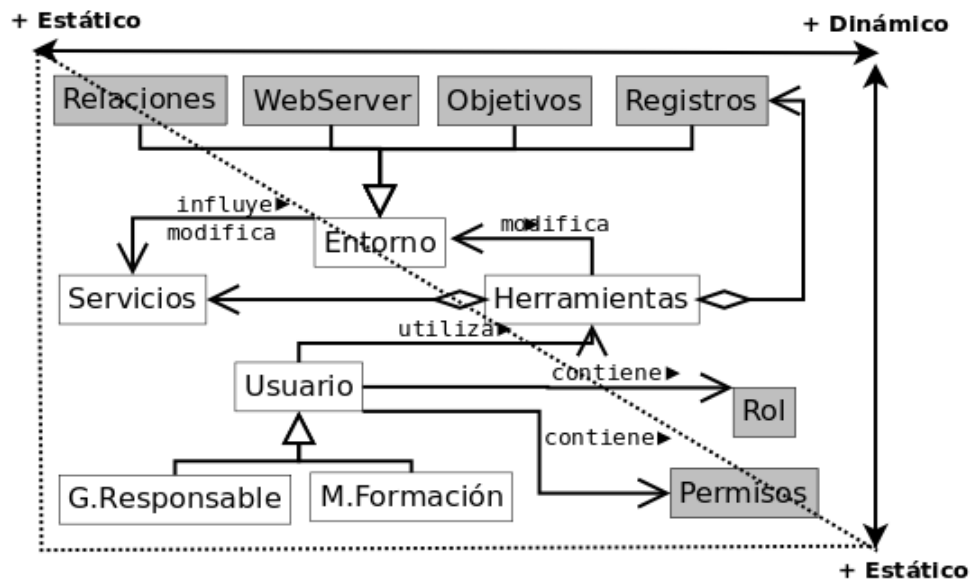 + Estático
+ Dinámico
Relaciones
WebServer
Objetivos
Registros
influye▶
modifica
modifica
Entorno
Servicios
Herramientas
utiliza▶
Usuario
contiene▶
Rol
contiene▶
G.Responsable
M.Formación
Permisos
+ Estático